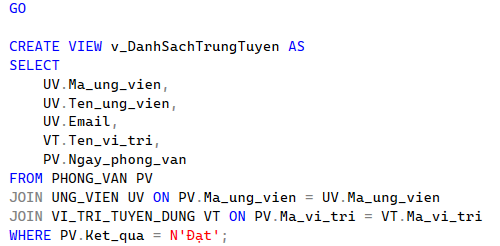 GO
CREATE VIEW v_DanhSachTrungTuyen AS
SELECT
UV.Ma_ung_vien,
UV.Ten_ung_vien,
UV.Email,
VT.Ten_vi_tri,
PV.Ngay_phong_van
FROM PHONG_VAN PV
JOIN UNG_VIEN UV ON PV.Ma_ung_vien = UV.Ma_ung_vien
JOIN VI_TRI_TUYEN_DUNG VT ON PV.Ma_vi_tri = VT.Ma_vi_tri
WHERE PV.Ket_qua = N'Đạt';